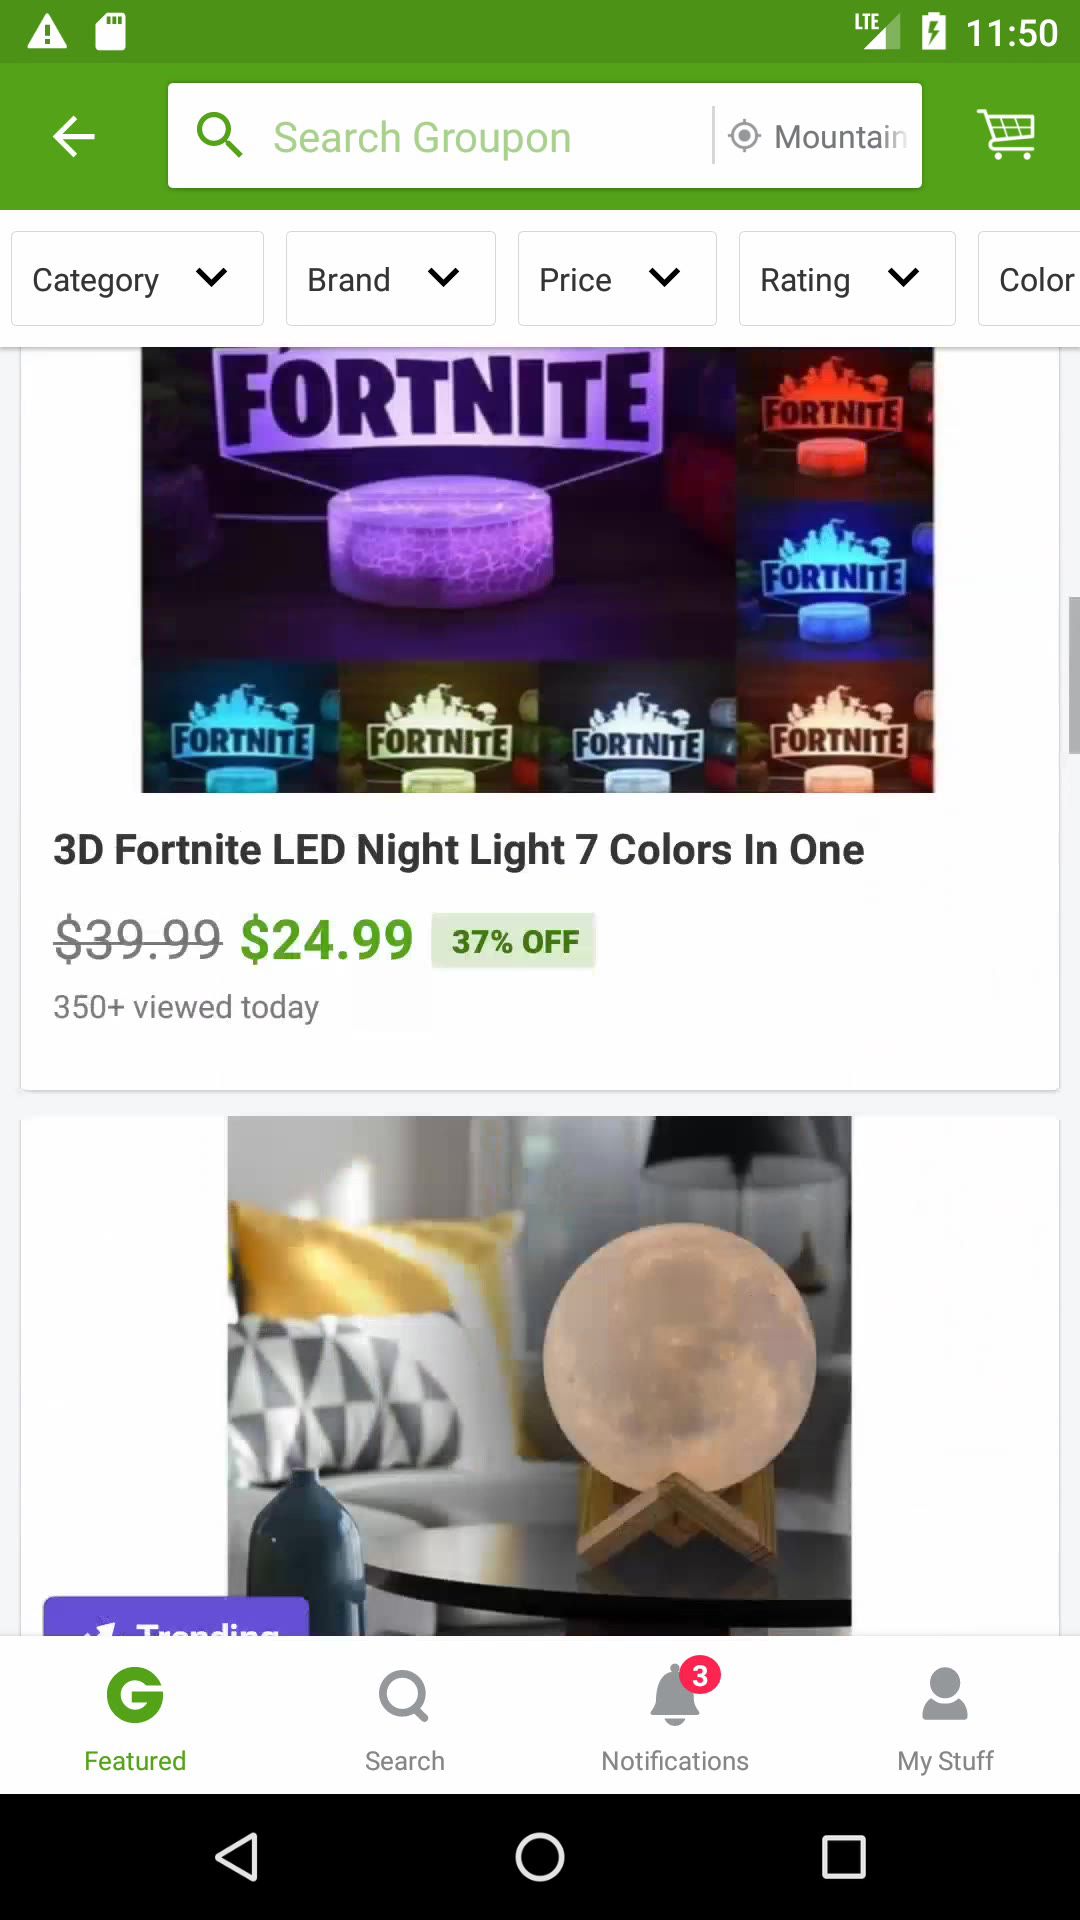 LTE 11:50
Search Groupon Mountain
Category Brand Price Rating Color
FORTNITE
FORTNITE
FORTNITE
FORTNITE FORTNITE FORTNITE FORTNITE
3D Fortnite LED Night Light 7 Colors In One
$39.99 $24.99 37% OFF
350+ viewed today
Trending
3
Featured Search Notifications My Stuff